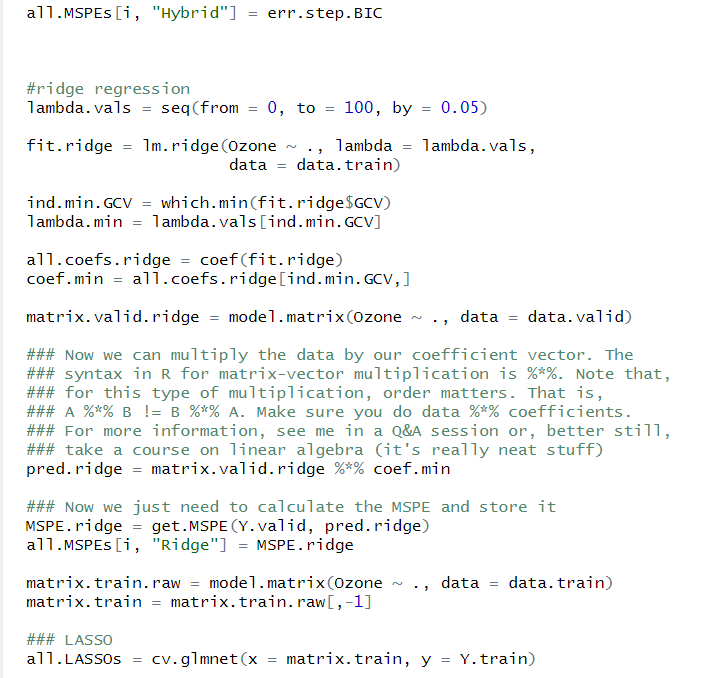 all.MSPEs[i, "Hybrid"] = err.step.BIC
#ridge regression
lambda.vals = seq(from = 0, to = 100, by = 0.05)
fit.ridge = lm.ridge(Ozone ~ ., lambda = lambda.vals,
data = data.train)
ind.min.GCV = which.min(fit.ridge$GCV)
lambda.min = lambda.vals[ind.min.GCV]
all.coefs.ridge = coef(fit.ridge)
coef.min = all.coefs.ridge[ind.min.GCV,]
matrix.valid.ridge = model.matrix(Ozone ~ ., data = data.valid)
### Now we can multiply the data by our coefficient vector. The
### syntax in R for matrix-vector multiplication is %*%. Note that,
### for this type of multiplication, order matters. That is,
### A %*% B != B %*% A. Make sure you do data %*% coefficients.
### For more information, see me in a Q&A session or, better still,
### take a course on linear algebra (it's really neat stuff)
pred.ridge = matrix.valid.ridge %*% coef.min
### Now we just need to calculate the MSPE and store it
MSPE.ridge = get.MSPE(Y.valid, pred.ridge)
all.MSPEs[i, "Ridge"] = MSPE.ridge
matrix.train.raw = model.matrix(Ozone ~ ., data = data.train)
matrix.train = matrix.train.raw[,-1]
### LASSO
all.LASSOs = cv.glmnet(x = matrix.train, y = Y.train)